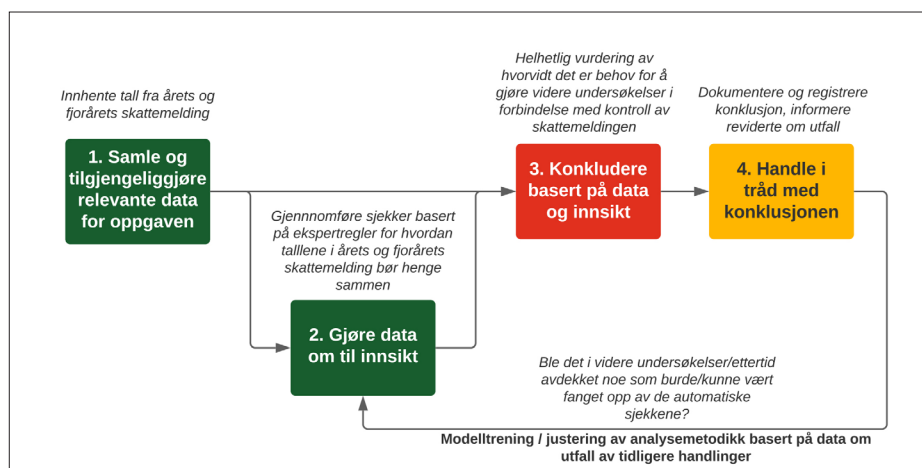 Innhente tall fra årets og
fjorårets skattemelding
1. Samle og
tilgjengeliggjøre
relevante data
for oppgaven
Gjennnomføre sjekker basert
på ekspertregler for hvordan
talllene i årets og fjorårets
skattemelding bør henge
sammen
2. Gjøre data
om til innsikt
Helhetlig vurdering av
hvorvidt det er behov for å
gjøre videre undersøkelser i
forbindelse med kontroll av
skattemeldingen
3. Konkludere
basert på data
og innsikt
Dokumentere og registrere
konklusjon, informere
reviderte om utfall
4. Handle i
tråd med
konklusjonen
Ble det i videre undersøkelser/ettertid
avdekket noe som burde/kunne vært
fanget opp av de automatiske
sjekkene?
Modelltrening / justering av analysemetodikk basert på data om
utfall av tidligere handlinger